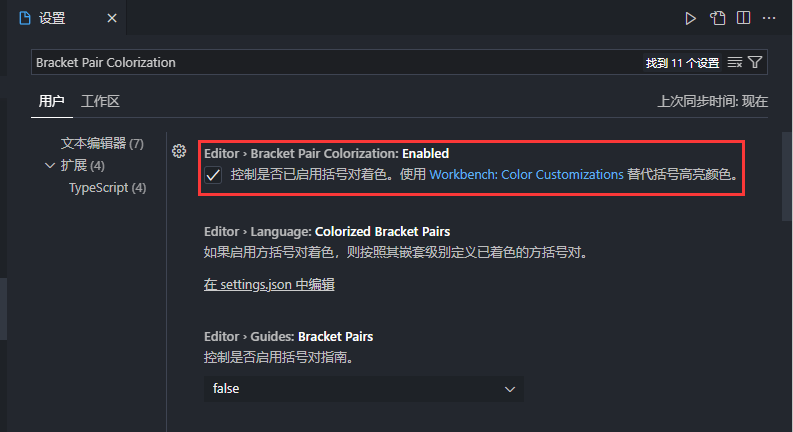 设置
Bracket Pair Colorization
找到 11 个设置
用户 工作区
上次同步时间: 现在
文本编辑器 (7)
扩展 (4)
TypeScript (4)
Editor › Bracket Pair Colorization: Enabled
控制是否已启用括号对着色。使用 Workbench: Color Customizations 替代括号高亮颜色。
Editor › Language: Colorized Bracket Pairs
如果启用方括号对着色，则按照其嵌套级别定义已着色的方括号对。
在 settings.json 中编辑
Editor › Guides: Bracket Pairs
控制是否启用括号对指南。
false